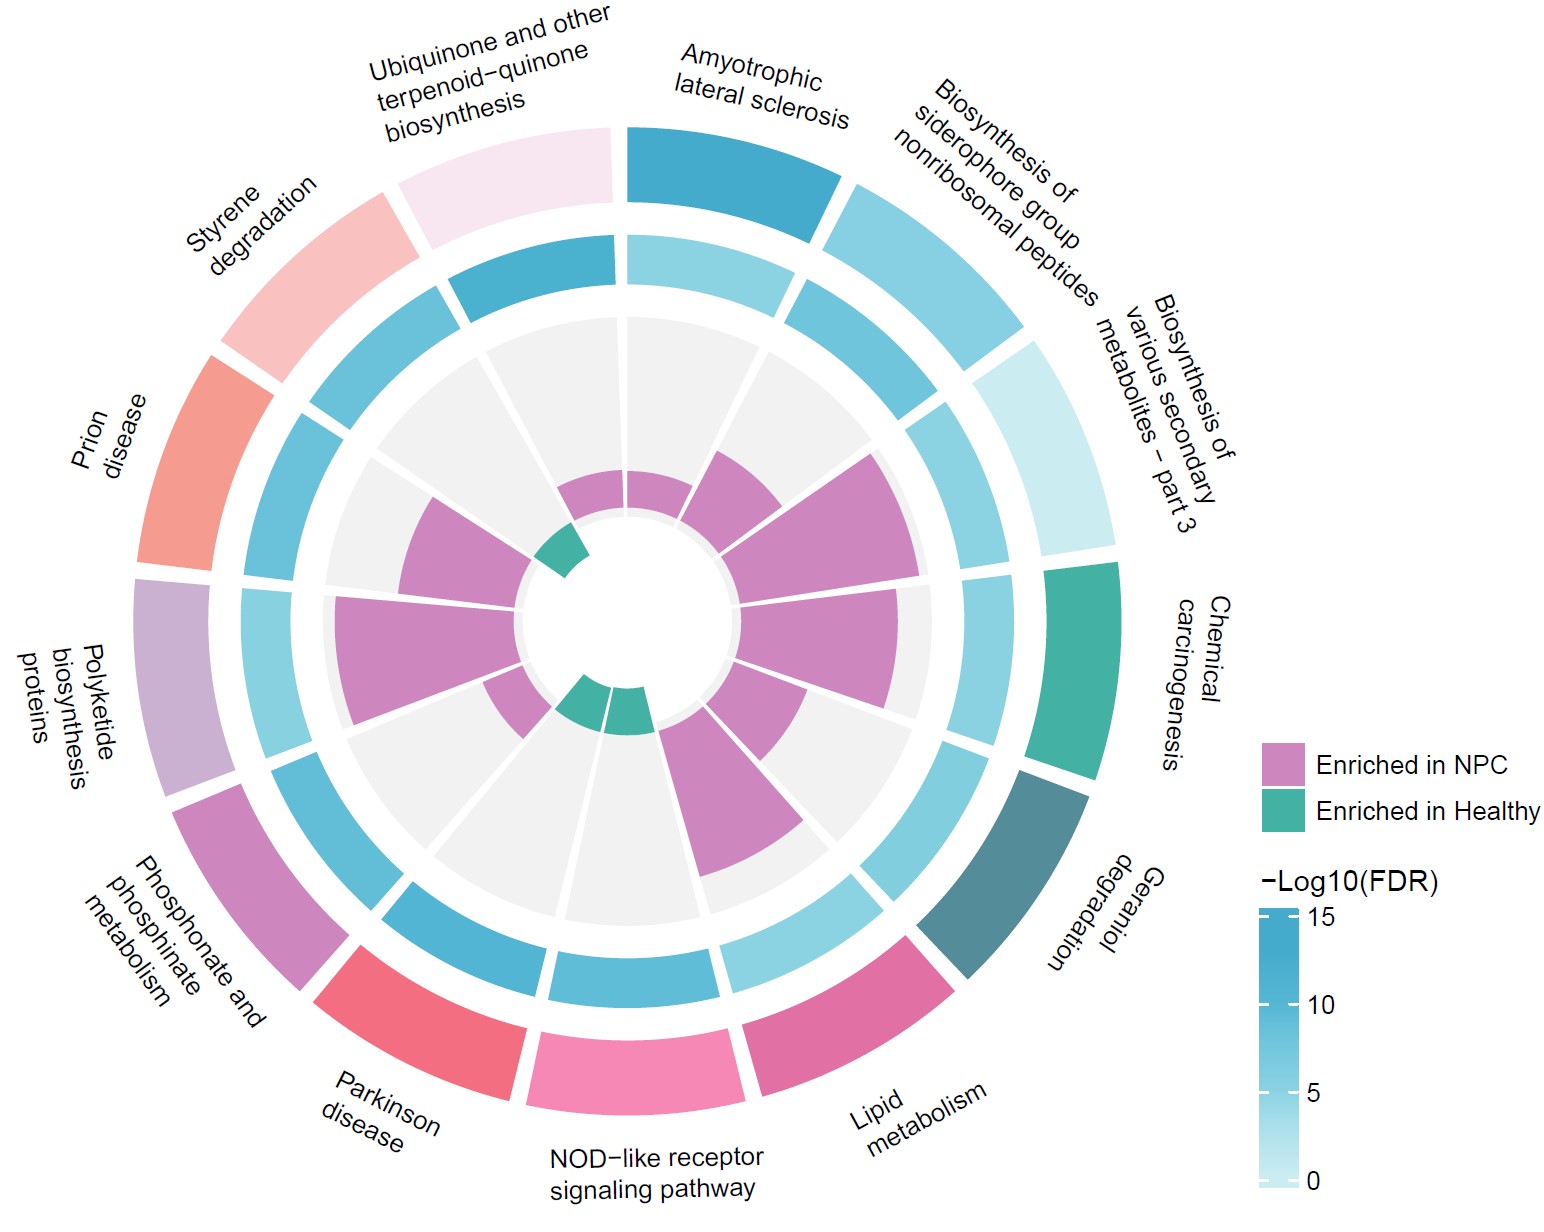 Ubiquinone and other
terpenoid−quinone
biosynthesis
Amyotrophic
lateral sclerosis
Biosynthesis of
siderophore group
nonribosomal peptides
Biosynthesis of
various secondary
metabolites − part 3
Chemical
carcinogenesis
Geraniol
degradation
Lipid
metabolism
NOD−like receptor
signaling pathway
Parkinson
disease
Phosphonate and
phosphinate
metabolism
Polyketide
biosynthesis
proteins
Prion
disease
Styrene
degradation
Enriched in NPC
Enriched in Healthy
−Log10(FDR)
15
10
5
0